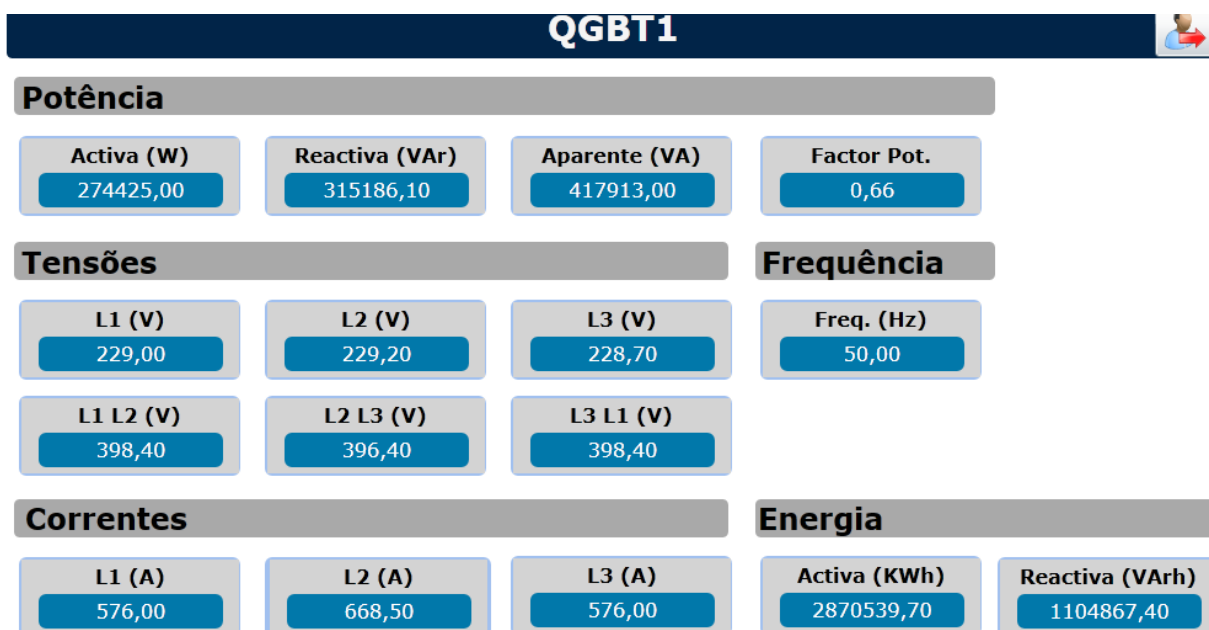 QGBT1
Potência
Activa (W) Reactiva (VAr) Aparente (VA) Factor Pot.
274425,00 315186,10 417913,00 0,66
Tensões Frequência
L1 (V) L2 (V) L3 (V) Freq. (Hz)
229,00 229,20 228,70 50,00
L1 L2 (V) L2 L3 (V) L3 L1 (V)
398,40 396,40 398,40
Correntes Energia
L1 (A) L2 (A) L3 (A) Activa (KWh) Reactiva (VArh)
576,00 668,50 576,00 2870539,70 1104867,40